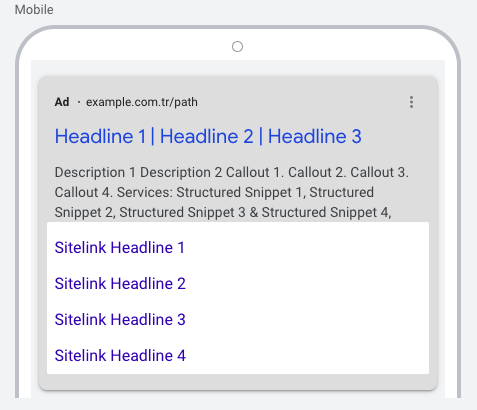 Mobile
Ad · example.com.tr/path
Headline 1 | Headline 2 | Headline 3
Description 1 Description 2 Callout 1. Callout 2. Callout 3.
Callout 4. Services: Structured Snippet 1, Structured
Snippet 2, Structured Snippet 3 & Structured Snippet 4,
Sitelink Headline 1
Sitelink Headline 2
Sitelink Headline 3
Sitelink Headline 4